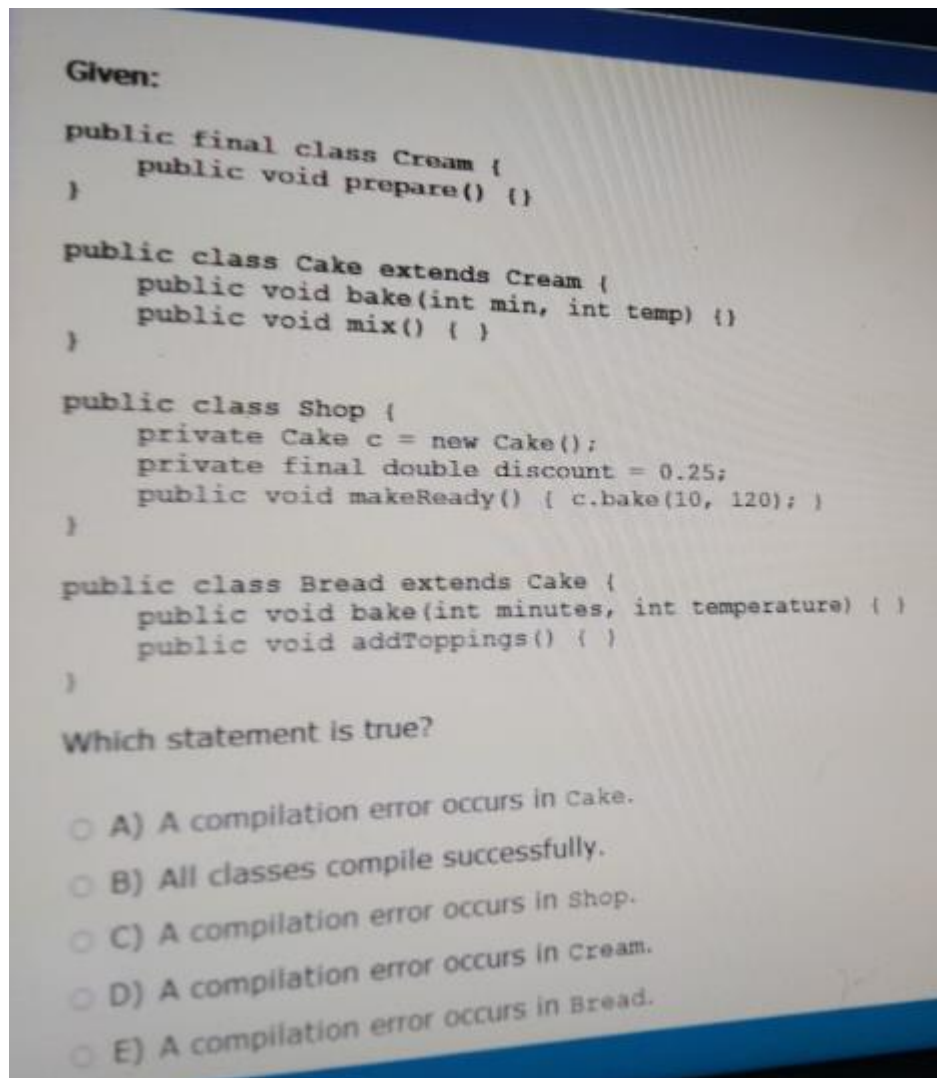 Given:
public final class Cream {
public void prepare() {}
}
public class Cake extends Cream {
public void bake(int min, int temp) {}
public void mix() { }
}
public class Shop {
private Cake c = new Cake();
private final double discount = 0.25;
public void makeReady() { c.bake(10, 120); }
}
public class Bread extends Cake {
public void bake(int minutes, int temperature) { }
public void addToppings() { }
}
Which statement is true?
A) A compilation error occurs in Cake.
B) All classes compile successfully.
C) A compilation error occurs in Shop.
D) A compilation error occurs in Cream.
E) A compilation error occurs in Bread.